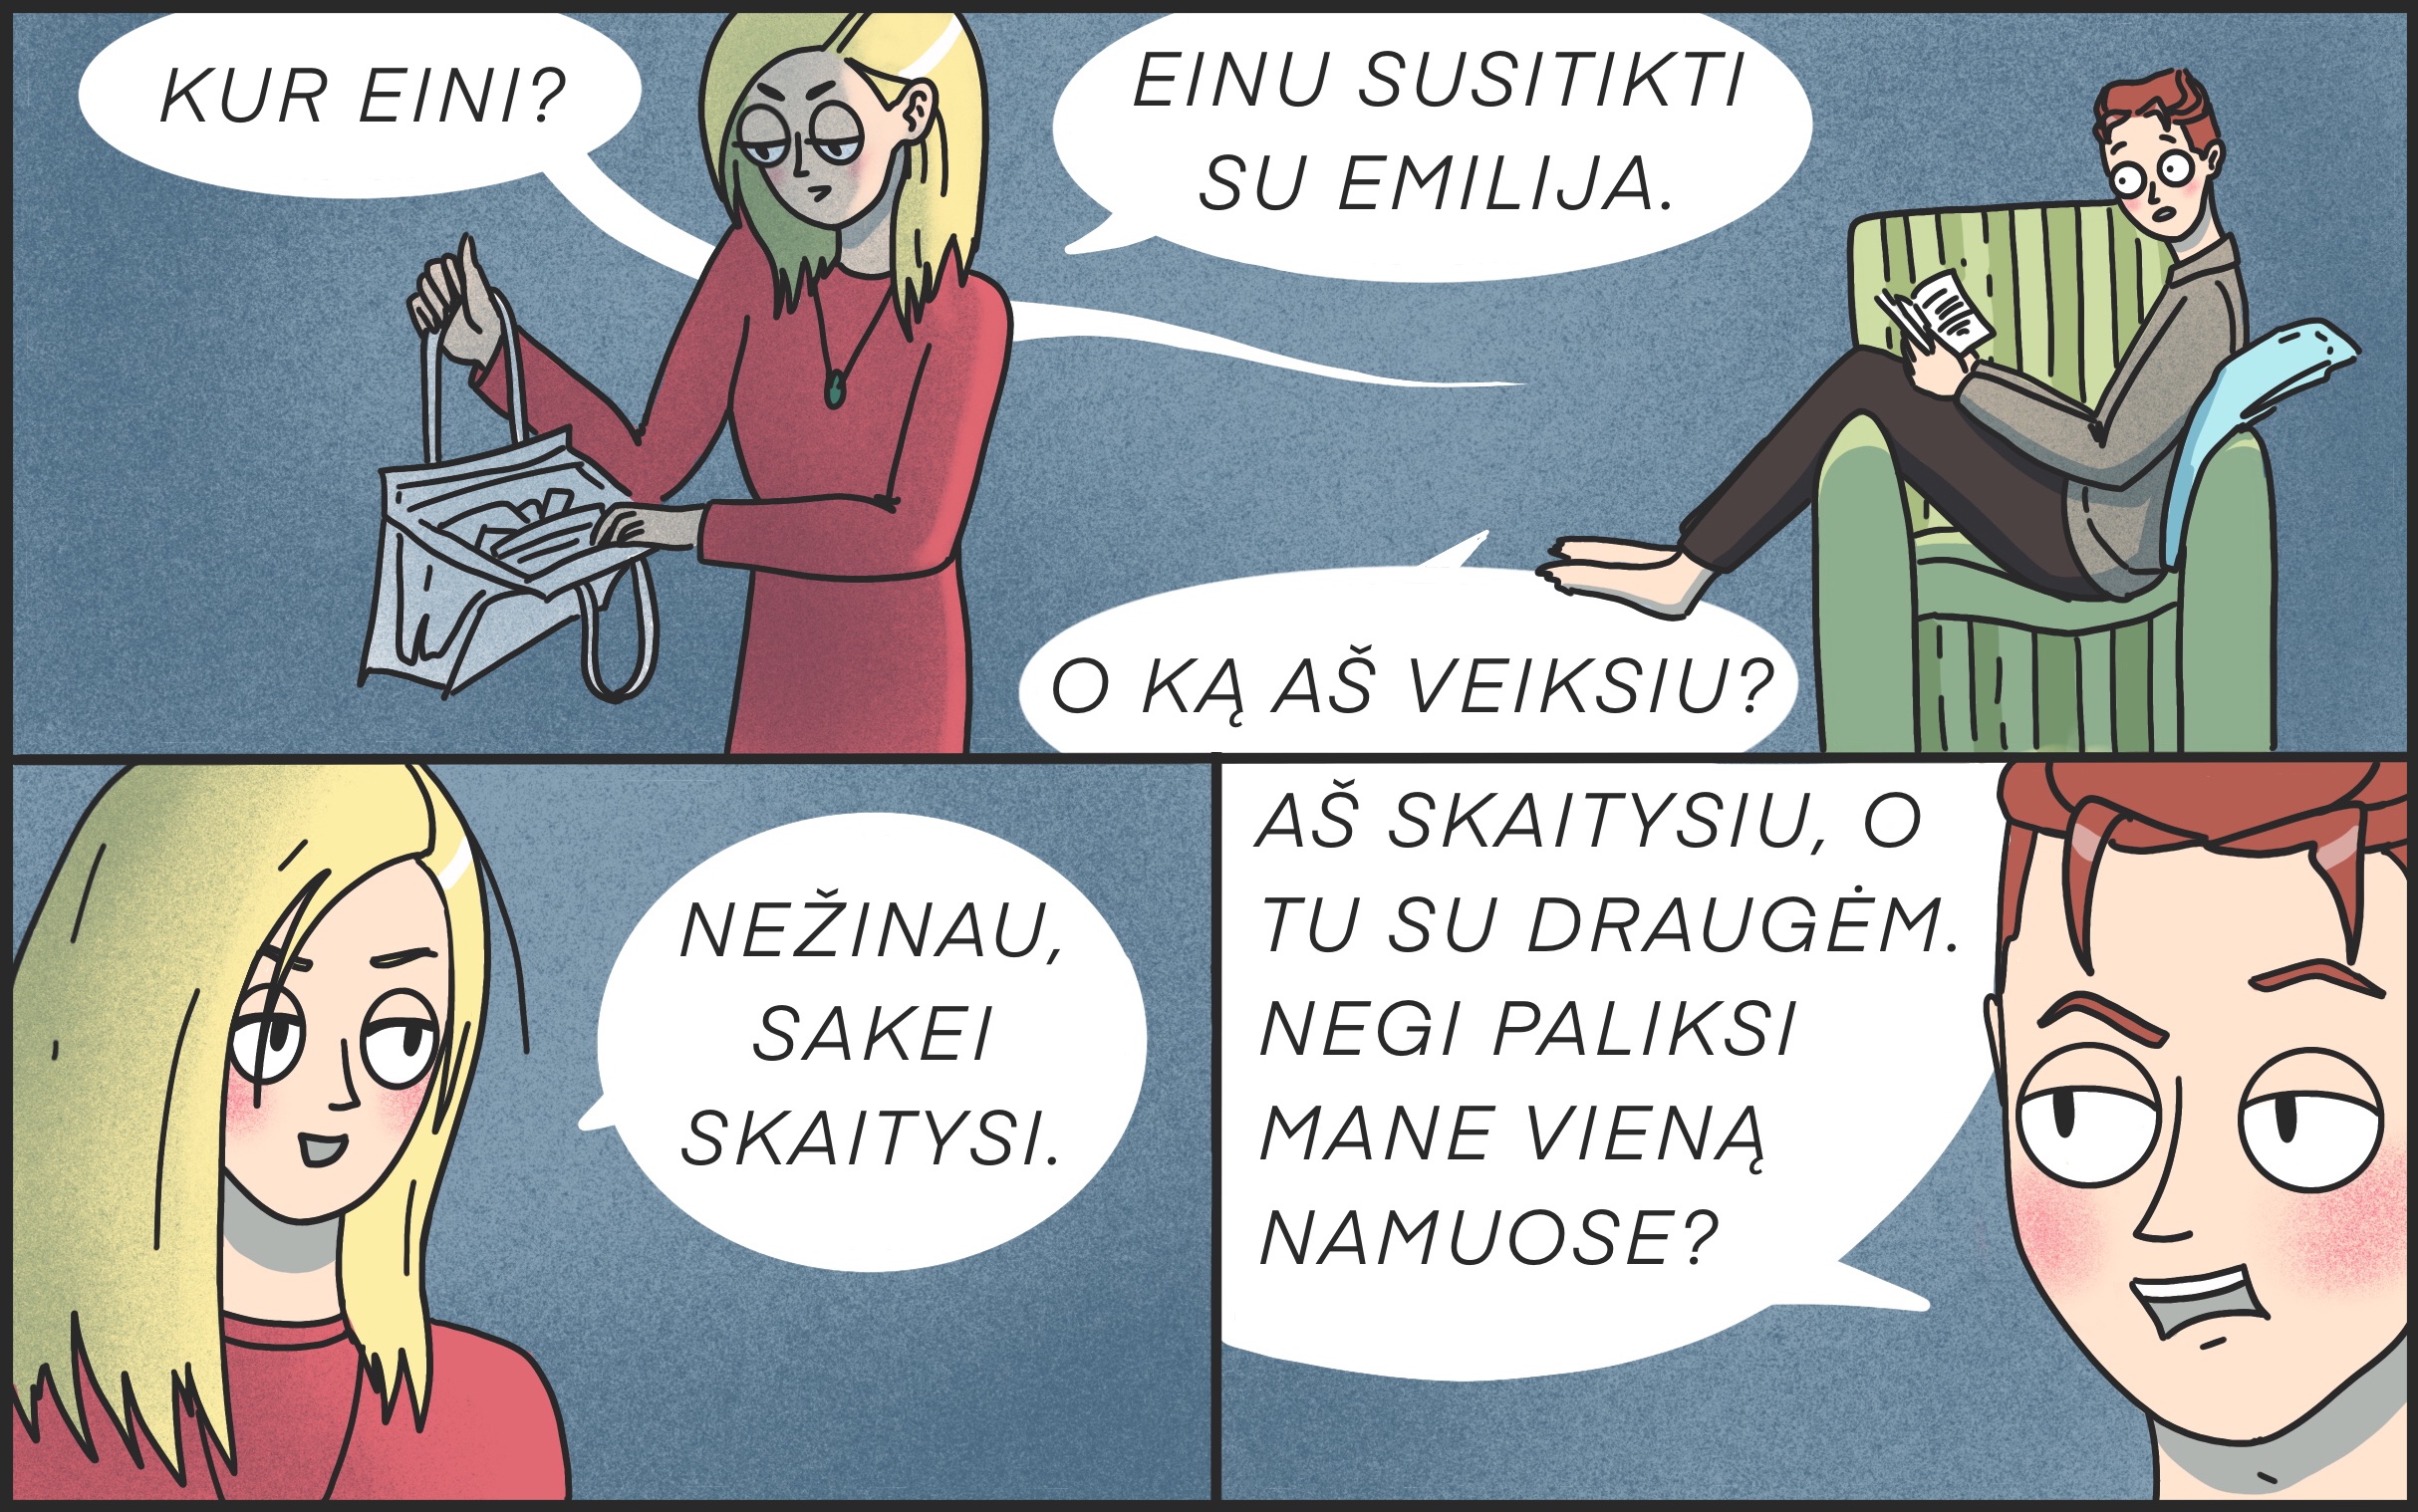 KUR EINI?
EINU SUSITIKTI
SU EMILIJA.
O KĄ AŠ VEIKSIU?
NEŽINAU,
SAKEI
SKAITYSI.
AŠ SKAITYSIU, O
TU SU DRAUGĖM.
NEGI PALIKSI
MANE VIENĄ
NAMUOSE?